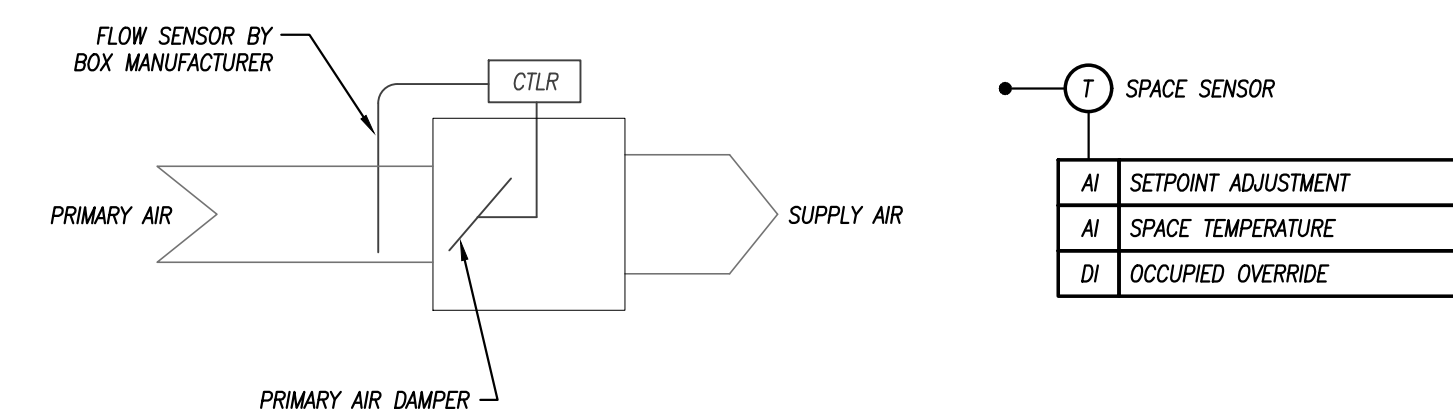 FLOW SENSOR BY
BOX MANUFACTURER
CTLR
PRIMARY AIR
SUPPLY AIR
PRIMARY AIR DAMPER
T SPACE SENSOR
AI SETPOINT ADJUSTMENT
AI SPACE TEMPERATURE
DI OCCUPIED OVERRIDE